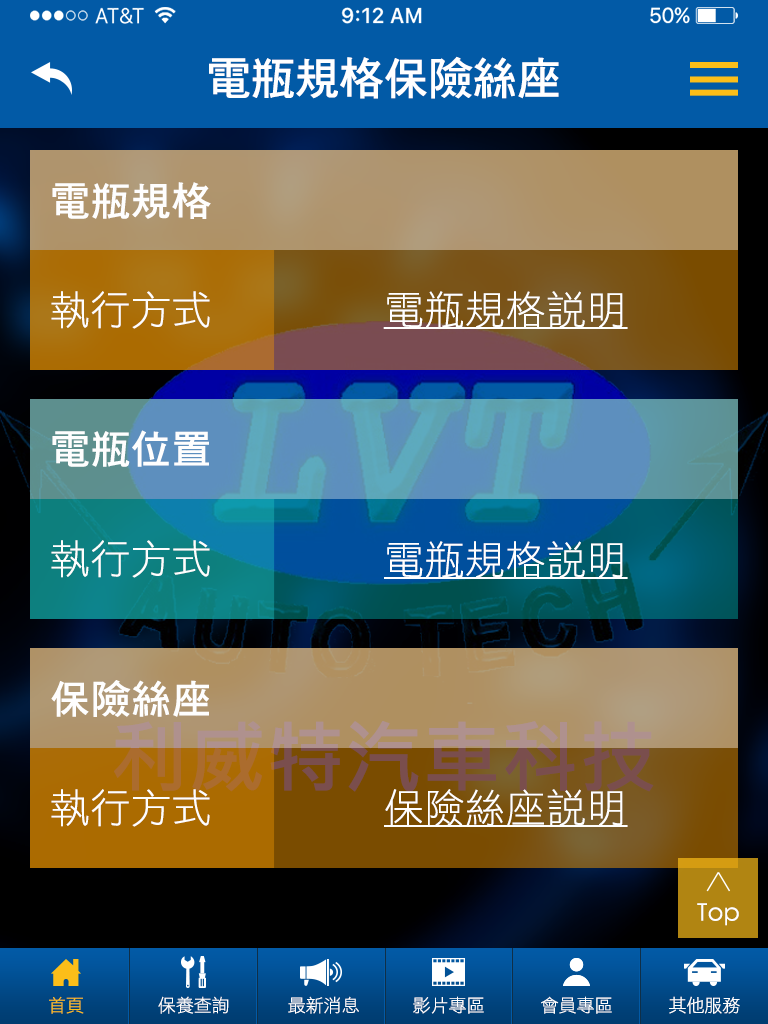 AT&T 9:12 AM 50%
電瓶規格保險絲座
電瓶規格
執行方式 電瓶規格説明
LVT
電瓶位置
執行方式 電瓶規格説明
AUTO TECH
保險絲座
利威特汽車科技
執行方式 保險絲座説明
Top
首頁 保養查詢 最新消息 影片專區 會員專區 其他服務